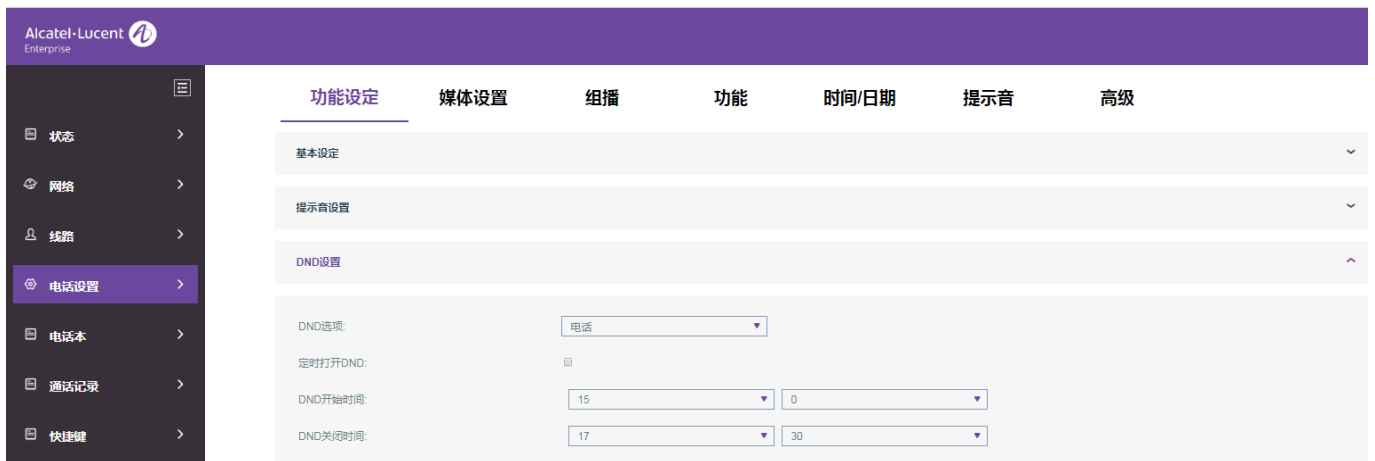 Alcatel·Lucent
Enterprise
功能设定 媒体设置 组播 功能 时间/日期 提示音 高级
状态
网络
线路
电话设置
电话本
通话记录
快捷键
基本设定
提示音设置
DND设置
DND选项: 电话
定时打开DND:
DND开始时间: 15 0
DND关闭时间: 17 30